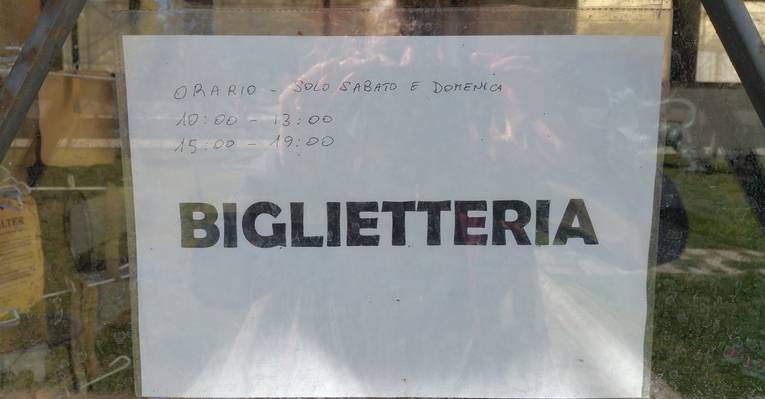 ORARIO - SOLO SABATO E DOMENICA
10:00 - 13:00
15:00 - 19:00
BIGLIETTERIA